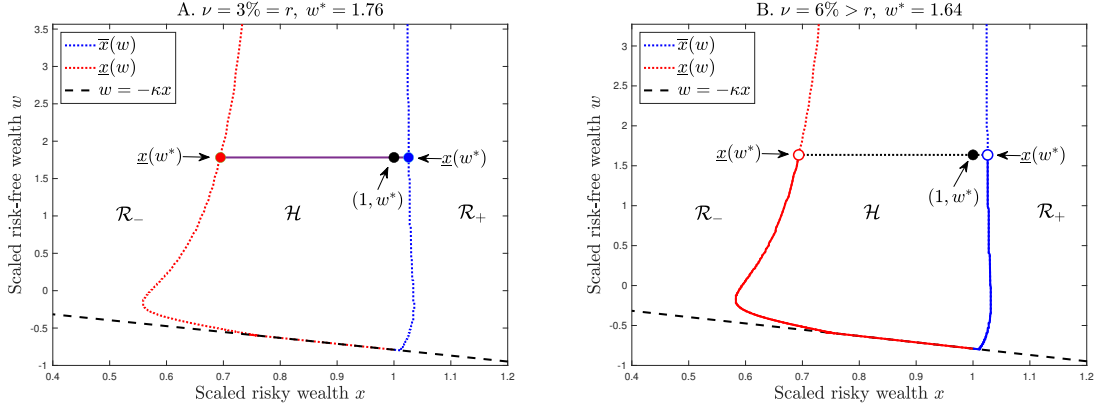 A. ν = 3% = r, w* = 1.76
x̅(w)
x̲(w)
w = −κx
3.5
3
2.5
2
1.5
1
0.5
0
-0.5
-1
Scaled risk-free wealth w
x̲(w*)
x̲(w*)
(1, w*)
ℛ₋
ℋ
ℛ₊
0.4 0.5 0.6 0.7 0.8 0.9 1 1.1 1.2
Scaled risky wealth x
B. ν = 6% > r, w* = 1.64
x̅(w)
x̲(w)
w = −κx
3
2.5
2
1.5
1
0.5
0
-0.5
-1
Scaled risk-free wealth w
x̲(w*)
x̲(w*)
(1, w*)
ℛ₋
ℋ
ℛ₊
0.4 0.5 0.6 0.7 0.8 0.9 1 1.1 1.2
Scaled risky wealth x